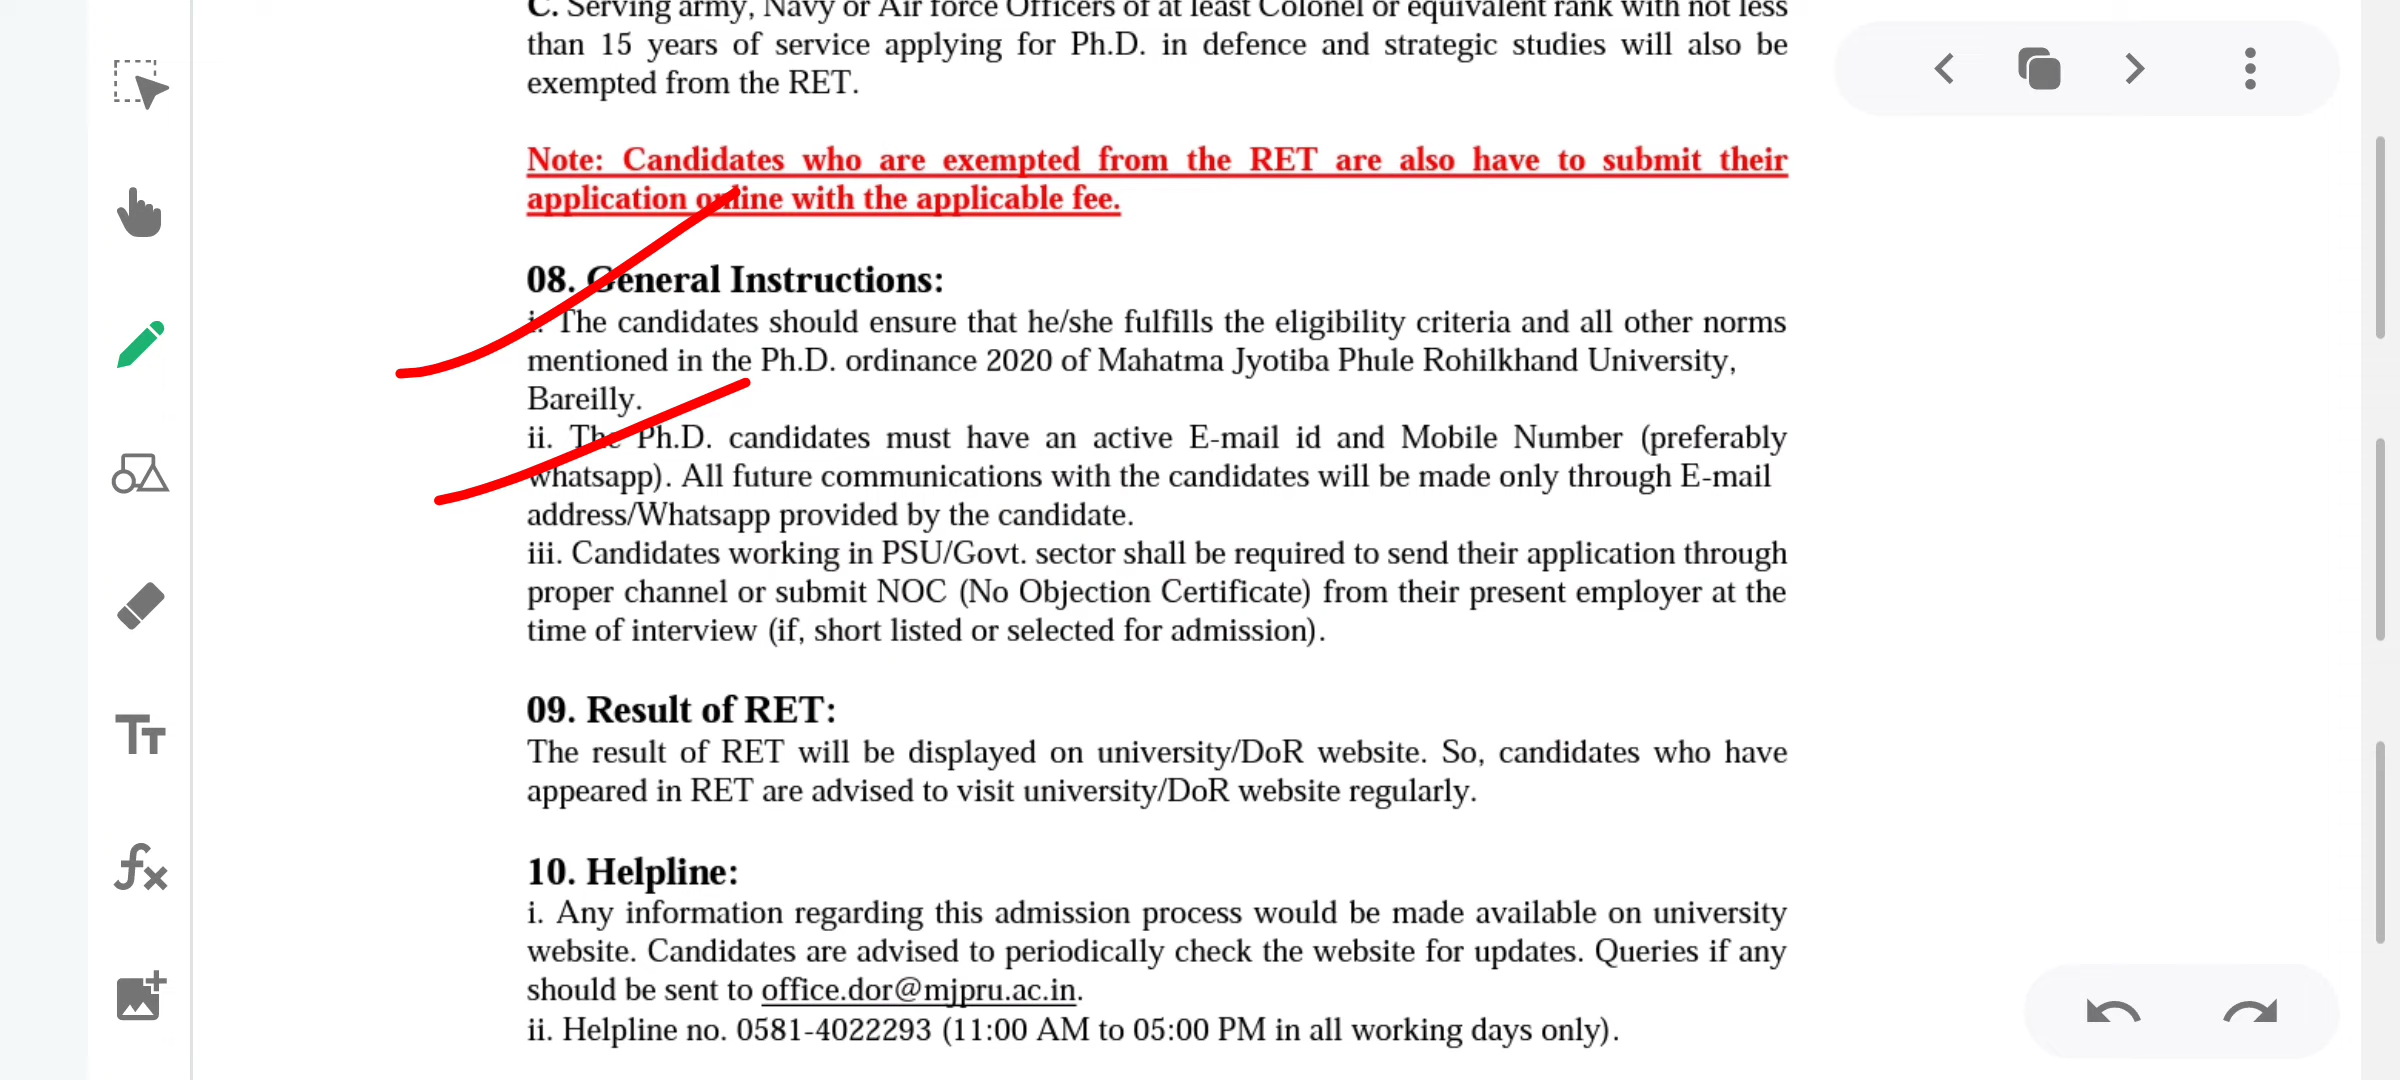 C. Serving army, Navy or Air force Officers of at least Colonel or equivalent rank with not less
than 15 years of service applying for Ph.D. in defence and strategic studies will also be
exempted from the RET.
Note: Candidates who are exempted from the RET are also have to submit their
application online with the applicable fee.
08. General Instructions:
i. The candidates should ensure that he/she fulfills the eligibility criteria and all other norms
mentioned in the Ph.D. ordinance 2020 of Mahatma Jyotiba Phule Rohilkhand University,
Bareilly.
ii. The Ph.D. candidates must have an active E-mail id and Mobile Number (preferably
whatsapp). All future communications with the candidates will be made only through E-mail
address/Whatsapp provided by the candidate.
iii. Candidates working in PSU/Govt. sector shall be required to send their application through
proper channel or submit NOC (No Objection Certificate) from their present employer at the
time of interview (if, short listed or selected for admission).
09. Result of RET:
The result of RET will be displayed on university/DoR website. So, candidates who have
appeared in RET are advised to visit university/DoR website regularly.
10. Helpline:
i. Any information regarding this admission process would be made available on university
website. Candidates are advised to periodically check the website for updates. Queries if any
should be sent to office.dor@mjpru.ac.in.
ii. Helpline no. 0581-4022293 (11:00 AM to 05:00 PM in all working days only).